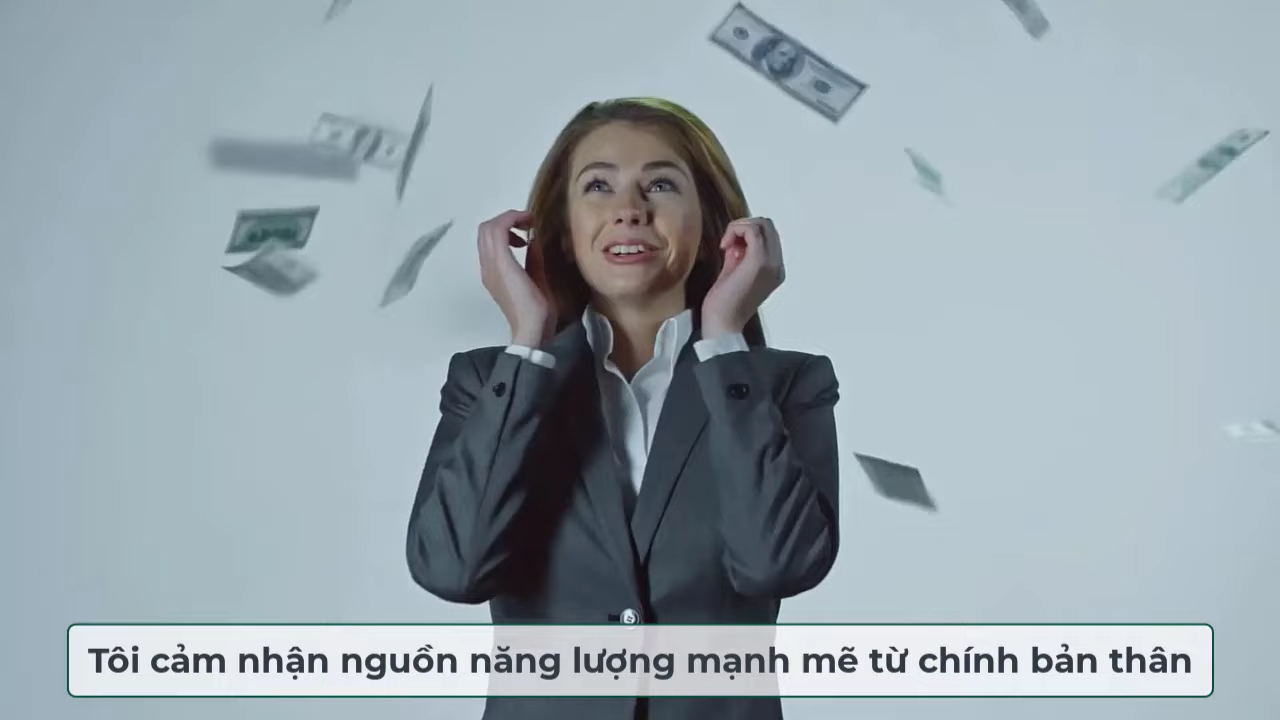 Tôi cảm nhận nguồn năng lượng mạnh mẽ từ chính bản thân